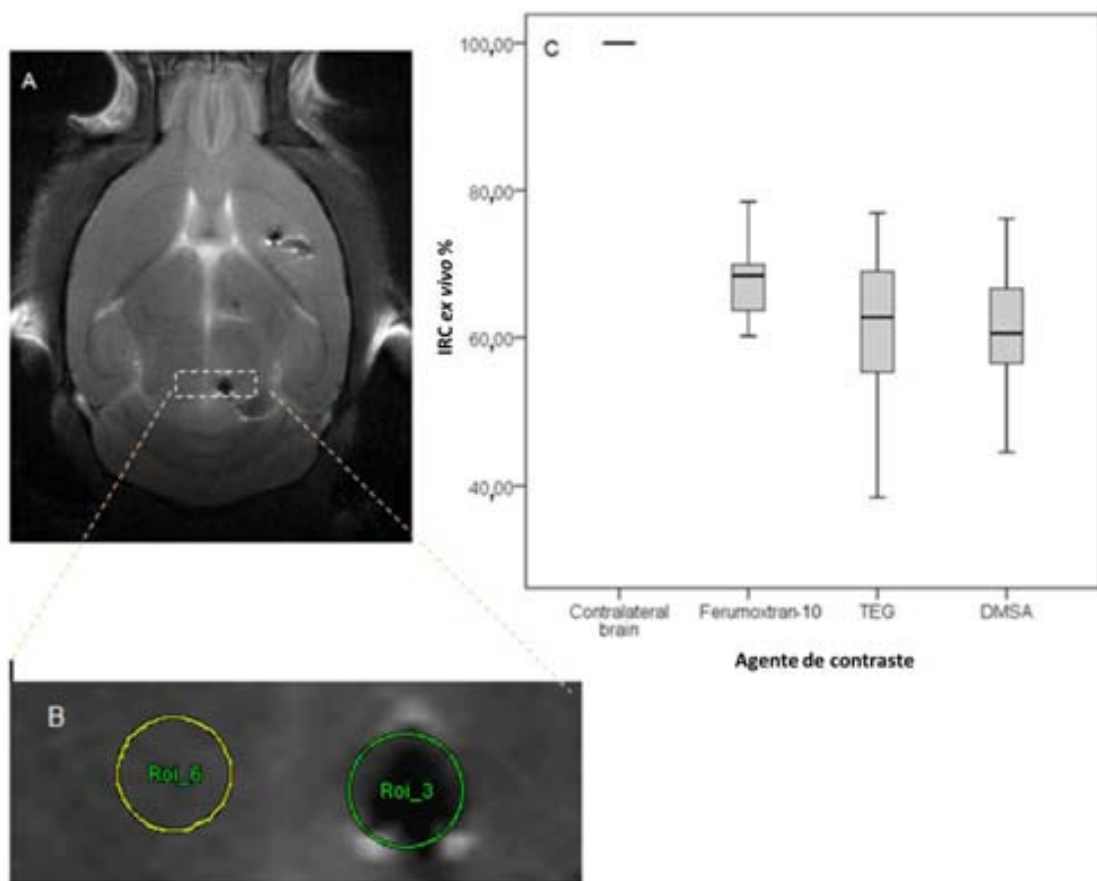 A
C
100,00
80,00
60,00
40,00
IRC ex vivo %
Contralateral
brain
Ferumoxtran-10
TEG
DMSA
Agente de contraste
B
Roi_6
Roi_3